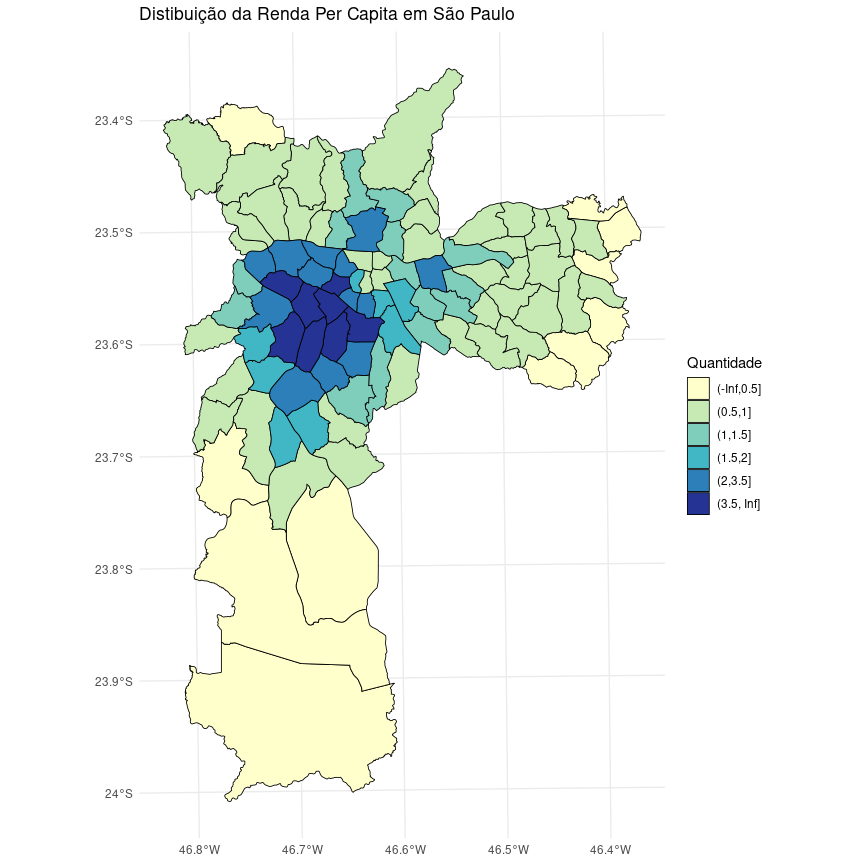 Distibuição da Renda Per Capita em São Paulo
23.4°S
23.5°S
23.6°S
23.7°S
23.8°S
23.9°S
24°S
46.8°W
46.7°W
46.6°W
46.5°W
46.4°W
Quantidade
(-Inf,0.5]
(0.5,1]
(1,1.5]
(1.5,2]
(2,3.5]
(3.5, Inf]